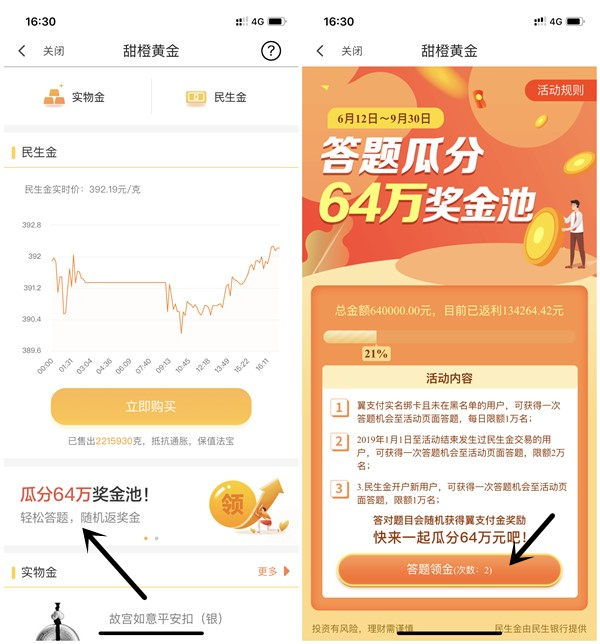 16:30
4G
关闭
甜橙黄金
?
实物金
民生金
民生金
民生金实时价：392.19元/克
392.8
392
391.2
390.4
389.6
00:00
01:31
03:04
04:36
06:09
07:40
09:13
10:45
12:18
13:49
15:22
16:11
立即购买
已售出2215930克，抵抗通胀，保值法宝
瓜分64万奖金池！
轻松答题，随机返奖金
领
实物金
更多
故宫如意平安扣（银）
16:30
4G
关闭
甜橙黄金
活动规则
6月12日～9月30日
答题瓜分
64万奖金池
总金额640000.00元，目前已返利134264.42元
21%
活动内容
1
翼支付实名绑卡且未在黑名单的用户，可获得一次
答题机会至活动页面答题，每日限额1万名；
2
2019年1月1日至活动结束发生过民生金交易的用
户，可获得一次答题机会至活动页面答题，限额2万
名；
3
3.民生金开户新用户，可获得一次答题机会至活动页
面答题，限额1万名；
答对题目会随机获得翼支付金奖励
快来一起瓜分64万元吧！
答题领金(次数：2)
投资有风险，理财需谨慎
民生金由民生银行提供